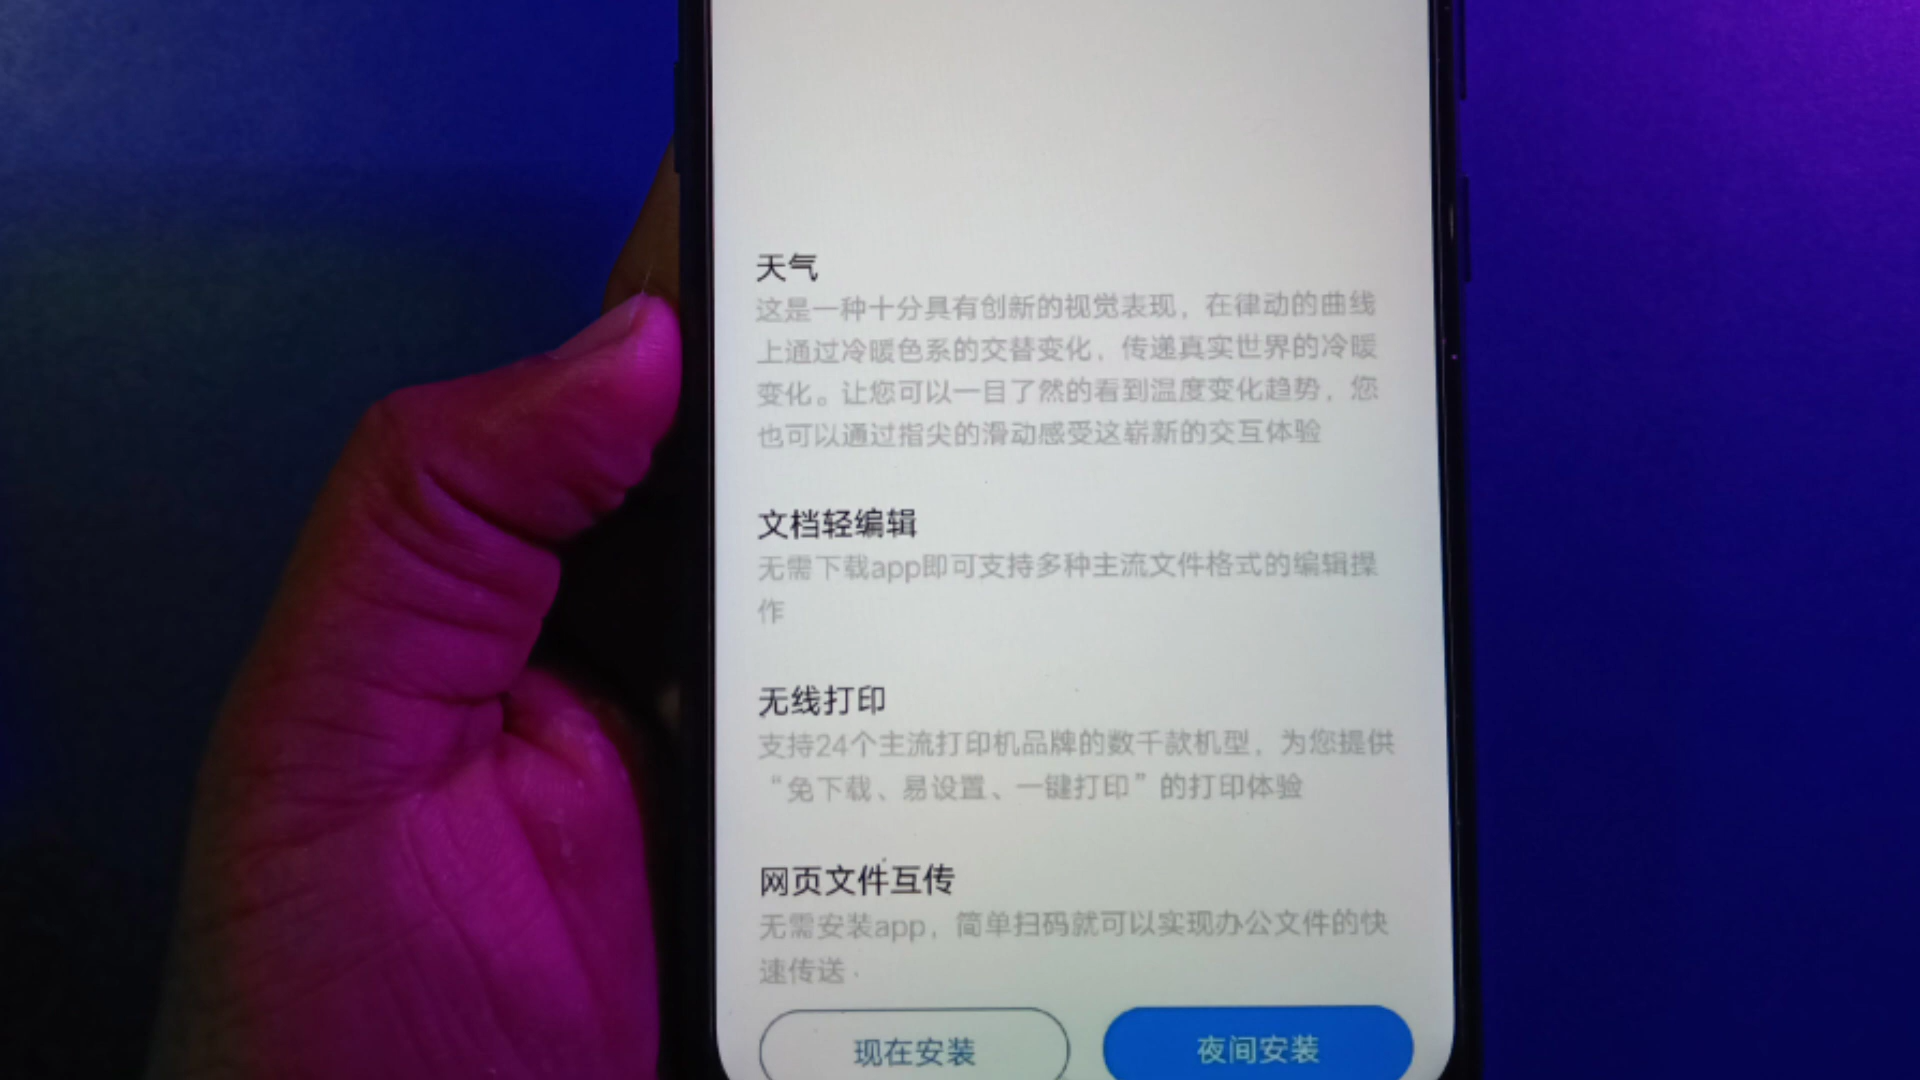 天气
这是一种十分具有创新的视觉表现，在律动的曲线
上通过冷暖色系的交替变化，传递真实世界的冷暖
变化。让您可以一目了然的看到温度变化趋势，您
也可以通过指尖的滑动感受这崭新的交互体验
文档轻编辑
无需下载app即可支持多种主流文件格式的编辑操
作
无线打印
支持24个主流打印机品牌的数千款机型，为您提供
“免下载、易设置、一键打印”的打印体验
网页文件互传
无需安装app，简单扫码就可以实现办公文件的快
速传送
现在安装
夜间安装